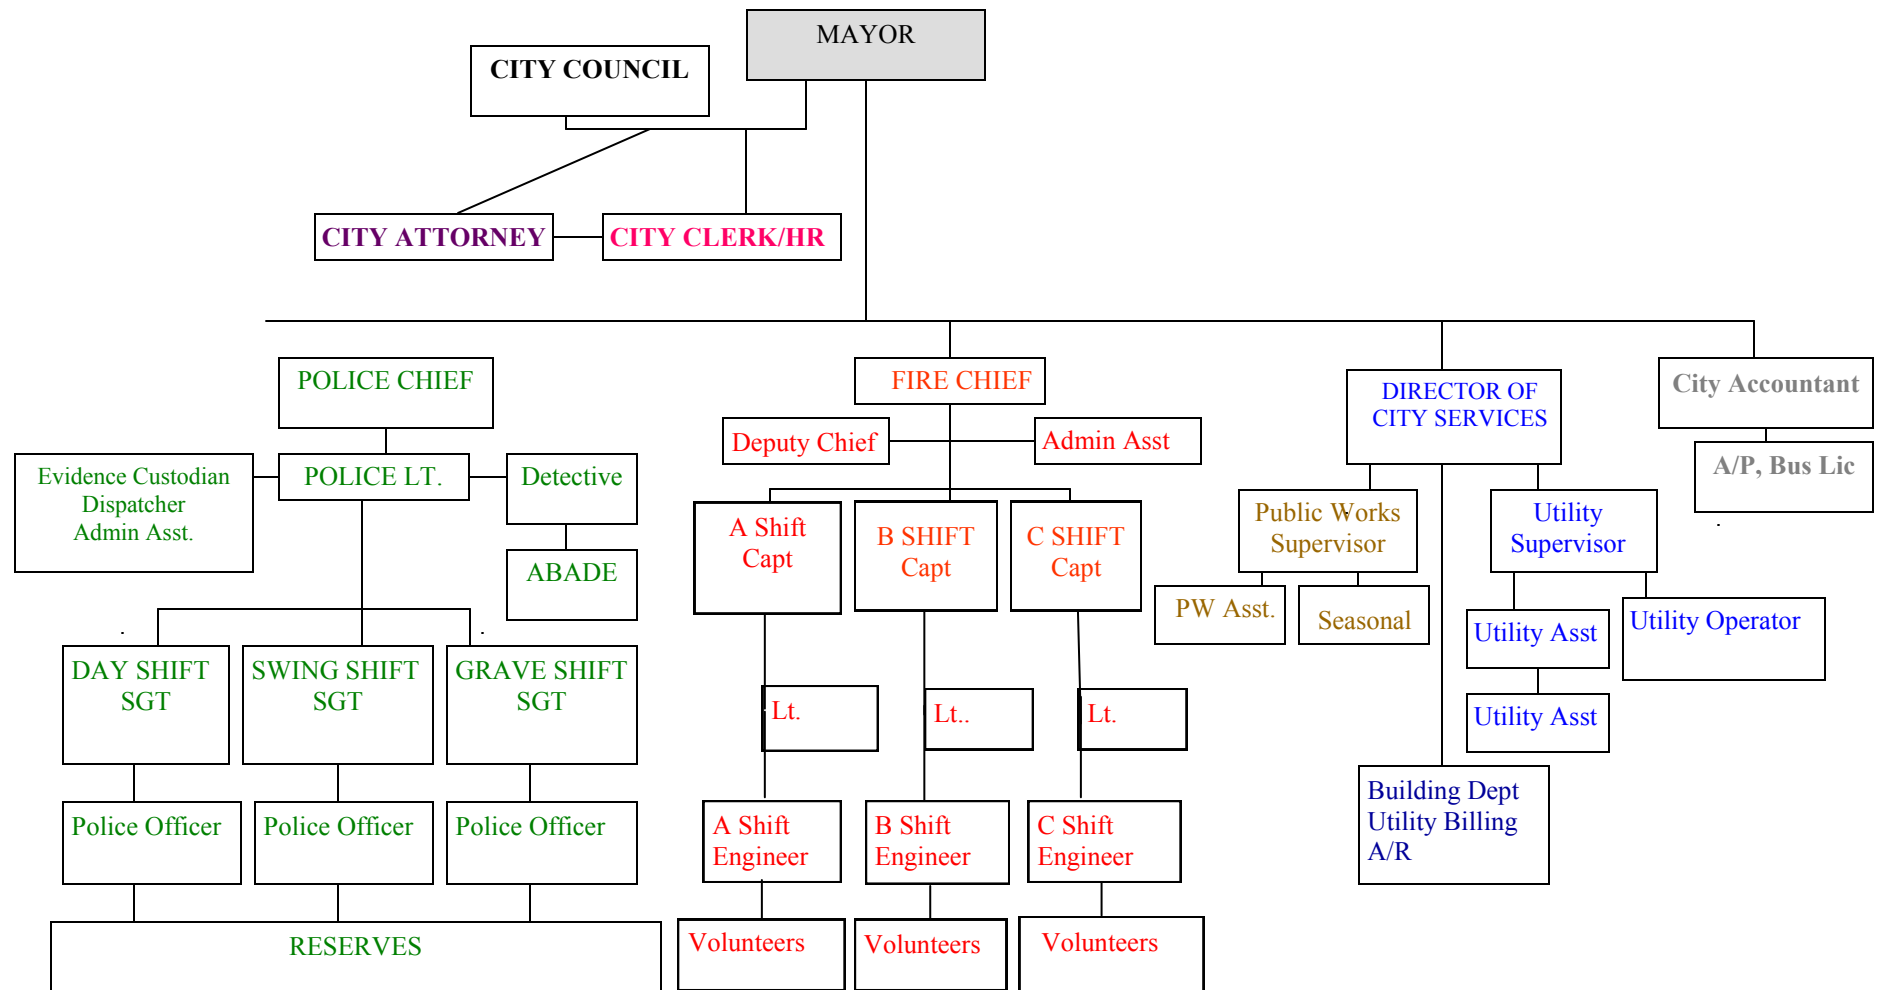 MAYOR
CITY COUNCIL
CITY ATTORNEY
CITY CLERK/HR
POLICE CHIEF
FIRE CHIEF
DIRECTOR OF
CITY SERVICES
City Accountant
Evidence Custodian
Dispatcher
Admin Asst.
POLICE LT.
Detective
ABADE
Deputy Chief
Admin Asst
A/P, Bus Lic
A Shift
Capt
B SHIFT
Capt
C SHIFT
Capt
Public Works
Supervisor
Utility
Supervisor
PW Asst.
Seasonal
Utility Asst
Utility Operator
Utility Asst
DAY SHIFT
SGT
SWING SHIFT
SGT
GRAVE SHIFT
SGT
Lt.
Lt..
Lt.
Building Dept
Utility Billing
A/R
Police Officer
Police Officer
Police Officer
A Shift
Engineer
B Shift
Engineer
C Shift
Engineer
RESERVES
Volunteers
Volunteers
Volunteers